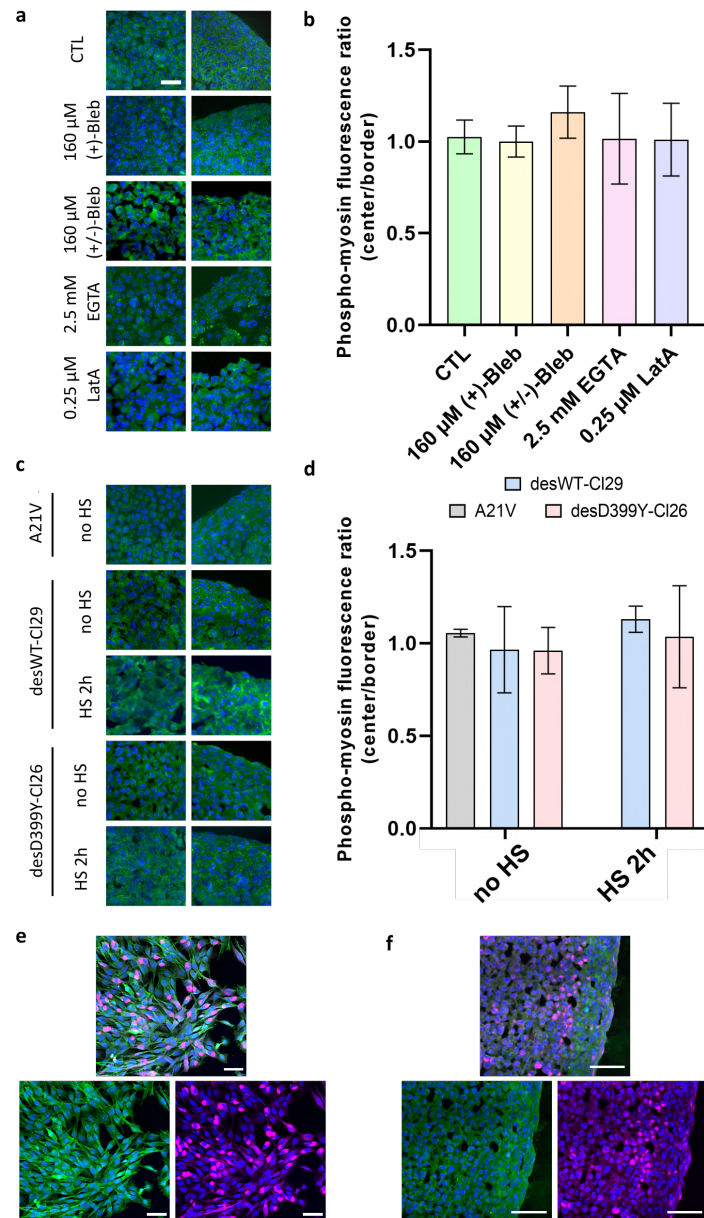 a
CTL
160 µM
(+)-Bleb
160 µM
(+/-)-Bleb
2.5 mM
EGTA
0.25 µM
LatA
b
Phospho-myosin fluorescence ratio
(center/border)
1.5
1.0
0.5
0.0
CTL
160 µM (+)-Bleb
160 µM (+/-)-Bleb
2.5 mM EGTA
0.25 µM LatA
c
A21V
no HS
desWT-Cl29
no HS
HS 2h
desD399Y-Cl26
no HS
HS 2h
d
desWT-Cl29
A21V
desD399Y-Cl26
Phospho-myosin fluorescence ratio
(center/border)
1.5
1.0
0.5
0.0
no HS
HS 2h
e
f